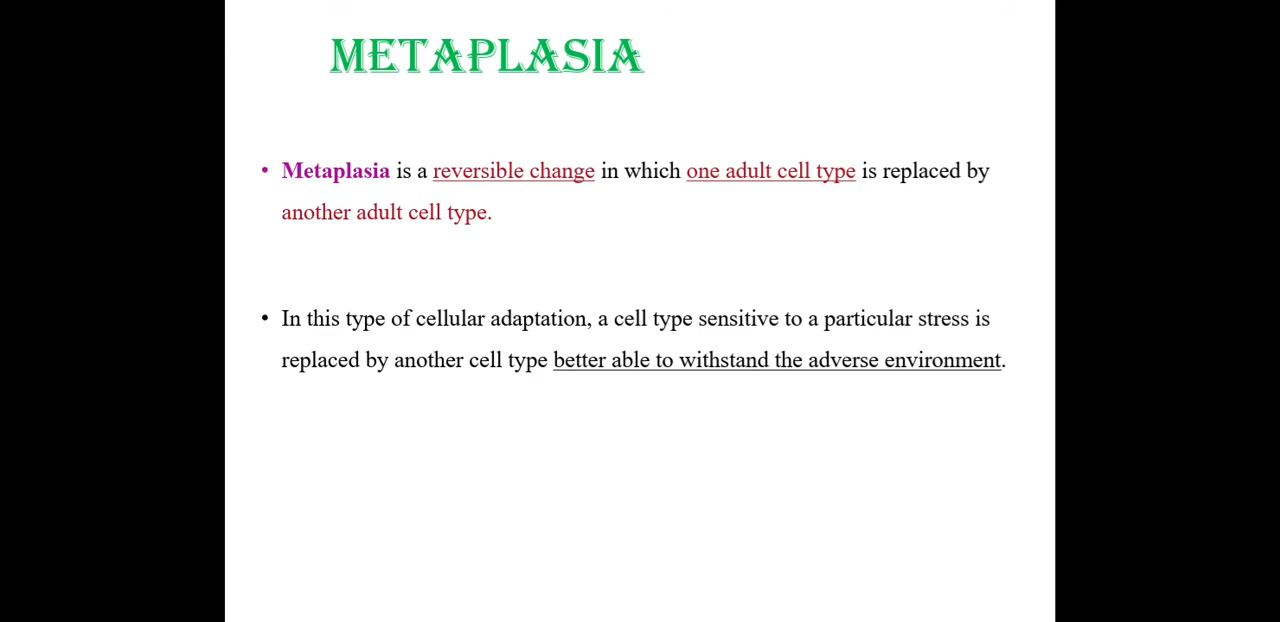 METAPLASIA
• Metaplasia is a reversible change in which one adult cell type is replaced by
another adult cell type.
• In this type of cellular adaptation, a cell type sensitive to a particular stress is
replaced by another cell type better able to withstand the adverse environment.